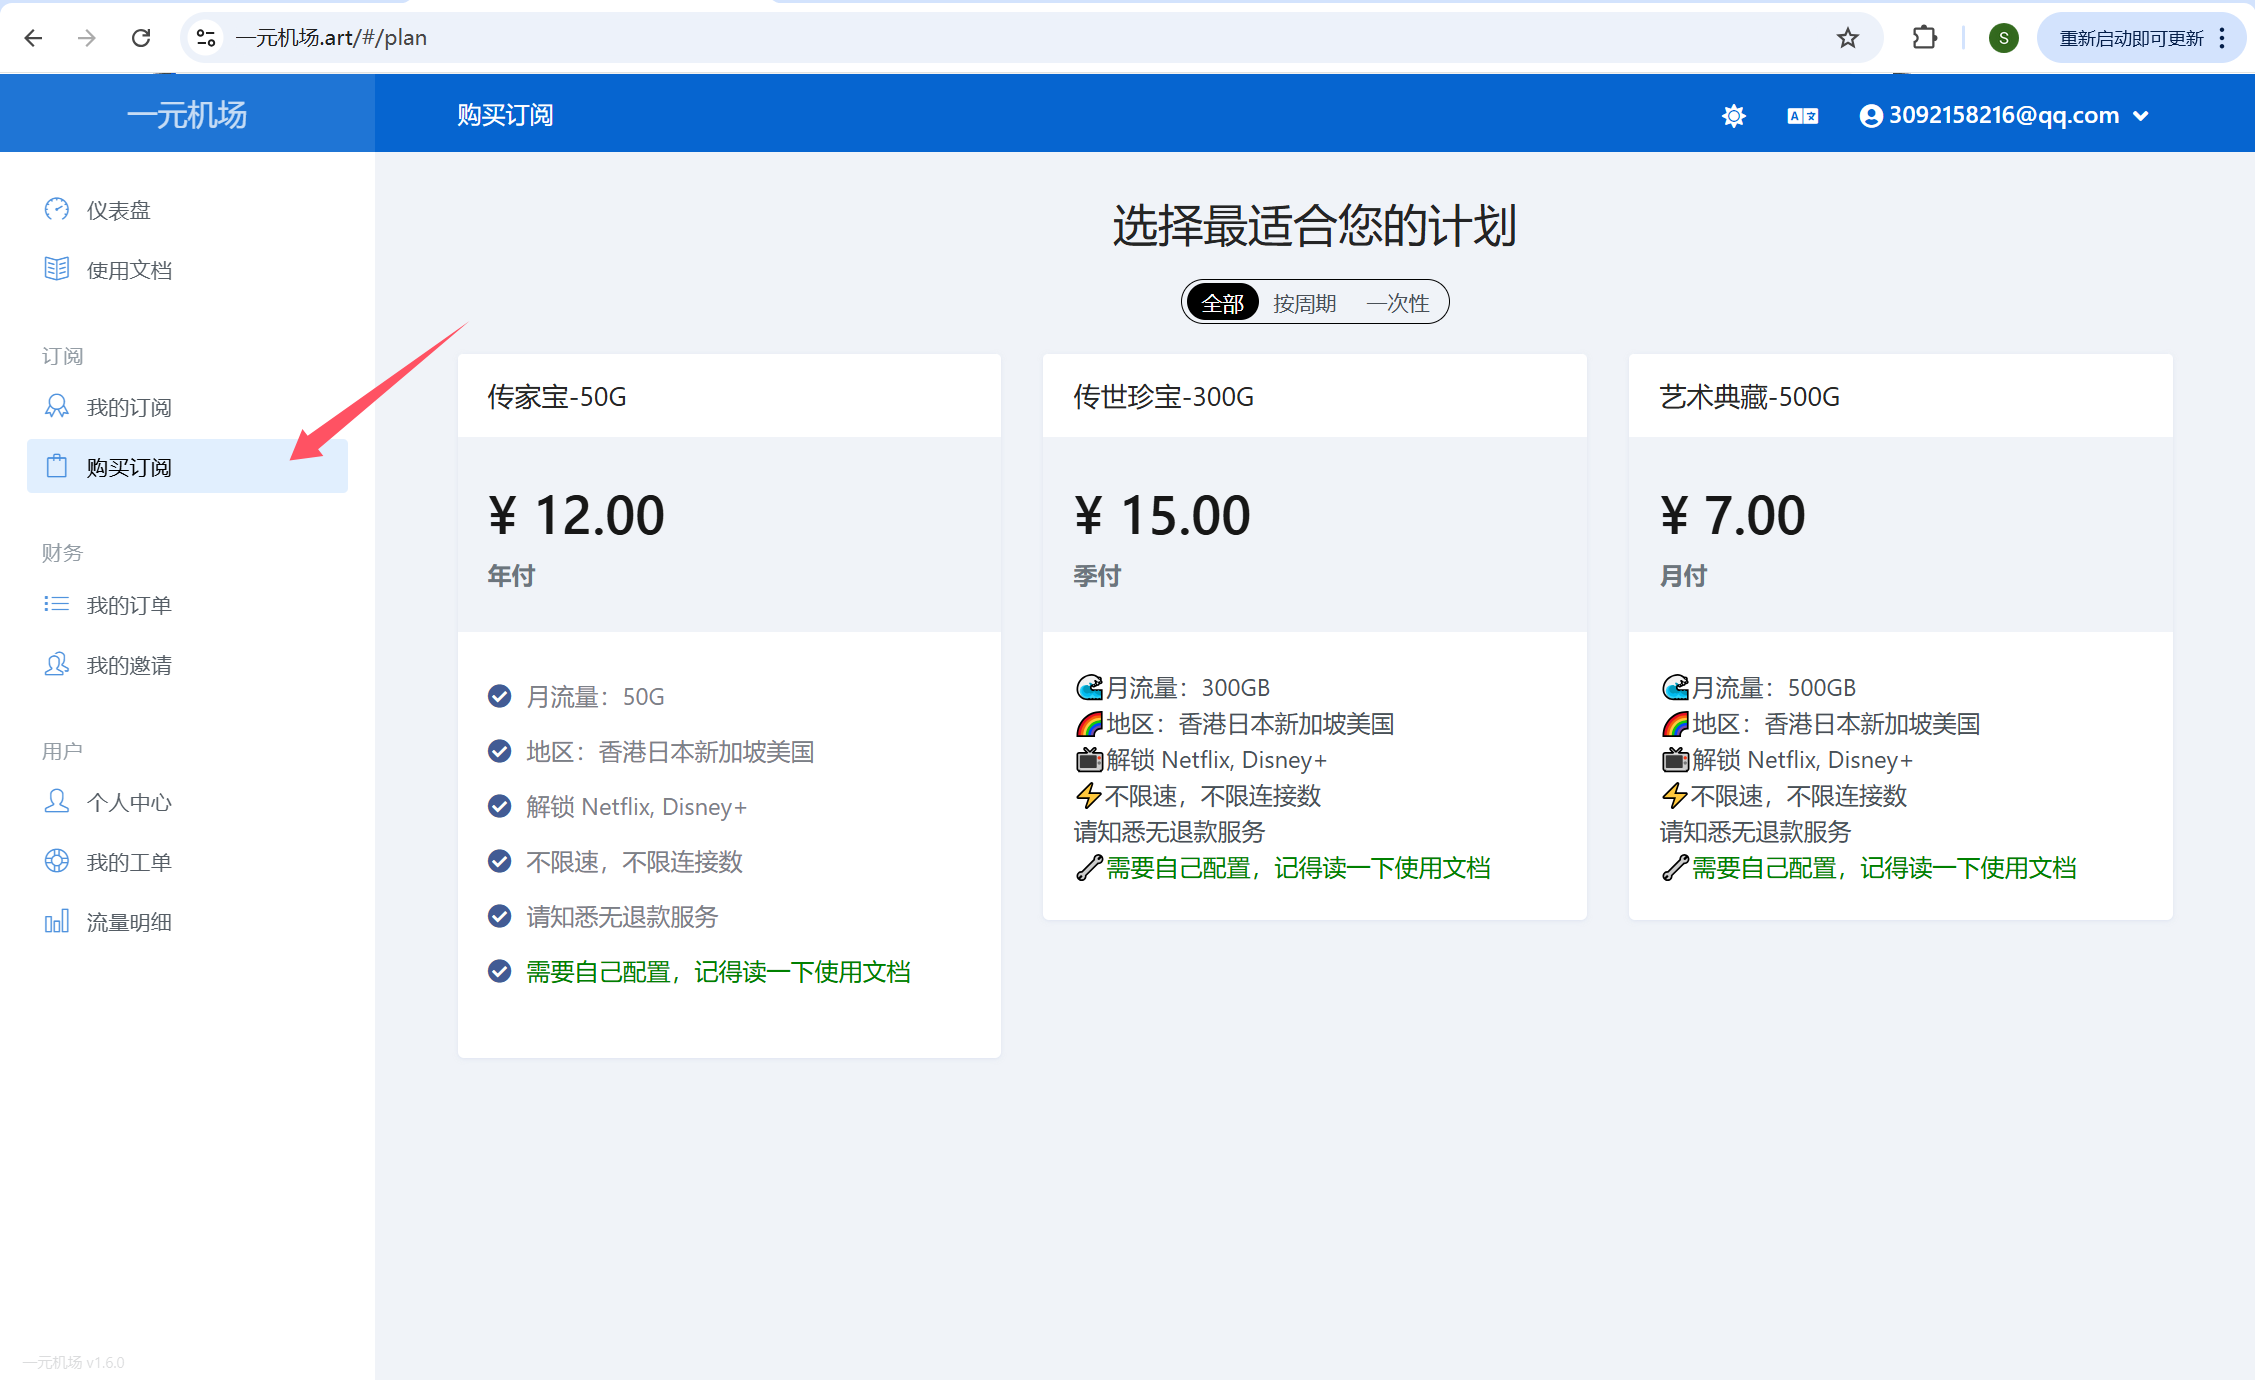 一元机场.art/#/plan
S
重新启动即可更新
一元机场
购买订阅
3092158216@qq.com
仪表盘
使用文档
订阅
我的订阅
购买订阅
财务
我的订单
我的邀请
用户
个人中心
我的工单
流量明细
一元机场 v1.6.0
选择最适合您的计划
全部 按周期 一次性
传家宝-50G
¥ 12.00
年付
月流量：50G
地区：香港日本新加坡美国
解锁 Netflix, Disney+
不限速，不限连接数
请知悉无退款服务
需要自己配置，记得读一下使用文档
传世珍宝-300G
¥ 15.00
季付
🌊月流量：300GB
🌈地区：香港日本新加坡美国
📺解锁 Netflix, Disney+
⚡不限速，不限连接数
请知悉无退款服务
🔧需要自己配置，记得读一下使用文档
艺术典藏-500G
¥ 7.00
月付
🌊月流量：500GB
🌈地区：香港日本新加坡美国
📺解锁 Netflix, Disney+
⚡不限速，不限连接数
请知悉无退款服务
🔧需要自己配置，记得读一下使用文档